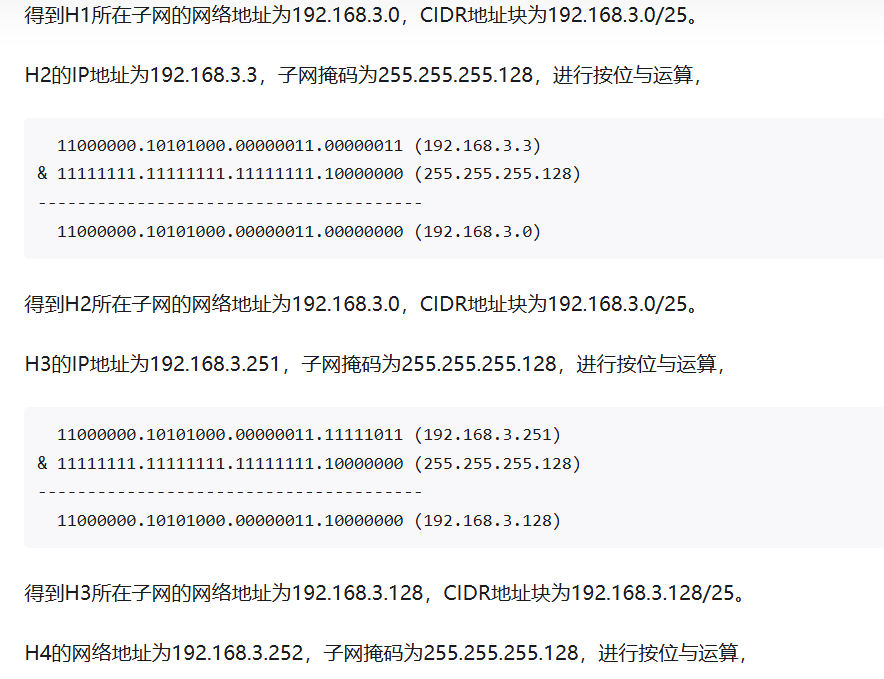 得到H1所在子网的网络地址为192.168.3.0，CIDR地址块为192.168.3.0/25。
H2的IP地址为192.168.3.3，子网掩码为255.255.255.128，进行按位与运算，
11000000.10101000.00000011.00000011 (192.168.3.3)
& 11111111.11111111.11111111.10000000 (255.255.255.128)
---------------------------------------
11000000.10101000.00000011.00000000 (192.168.3.0)
得到H2所在子网的网络地址为192.168.3.0，CIDR地址块为192.168.3.0/25。
H3的IP地址为192.168.3.251，子网掩码为255.255.255.128，进行按位与运算，
11000000.10101000.00000011.11111011 (192.168.3.251)
& 11111111.11111111.11111111.10000000 (255.255.255.128)
---------------------------------------
11000000.10101000.00000011.10000000 (192.168.3.128)
得到H3所在子网的网络地址为192.168.3.128，CIDR地址块为192.168.3.128/25。
H4的网络地址为192.168.3.252，子网掩码为255.255.255.128，进行按位与运算，